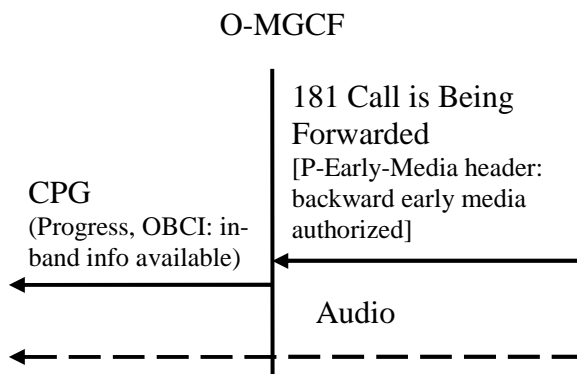 O-MGCF
181 Call is Being
Forwarded
[P-Early-Media header:
backward early media
authorized]
CPG
(Progress, OBCI: in-
band info available)
Audio